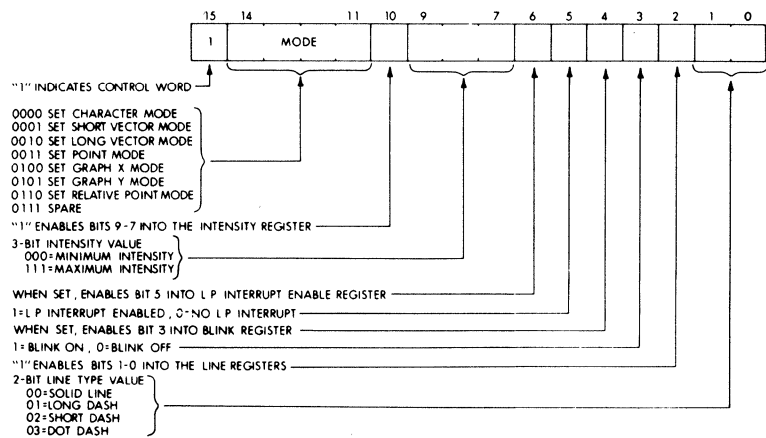 15 14 11 10 9 7 6 5 4 3 2 1 0
1 MODE
"1" INDICATES CONTROL WORD
0000 SET CHARACTER MODE
0001 SET SHORT VECTOR MODE
0010 SET LONG VECTOR MODE
0011 SET POINT MODE
0100 SET GRAPH X MODE
0101 SET GRAPH Y MODE
0110 SET RELATIVE POINT MODE
0111 SPARE
"1" ENABLES BITS 9-7 INTO THE INTENSITY REGISTER
3-BIT INTENSITY VALUE
000=MINIMUM INTENSITY
111=MAXIMUM INTENSITY
WHEN SET, ENABLES BIT 5 INTO L P INTERRUPT ENABLE REGISTER
1=L P INTERRUPT ENABLED, 0=NO L P INTERRUPT
WHEN SET, ENABLES BIT 3 INTO BLINK REGISTER
1=BLINK ON, 0=BLINK OFF
"1" ENABLES BITS 1-0 INTO THE LINE REGISTERS
2-BIT LINE TYPE VALUE
00=SOLID LINE
01=LONG DASH
02=SHORT DASH
03=DOT DASH